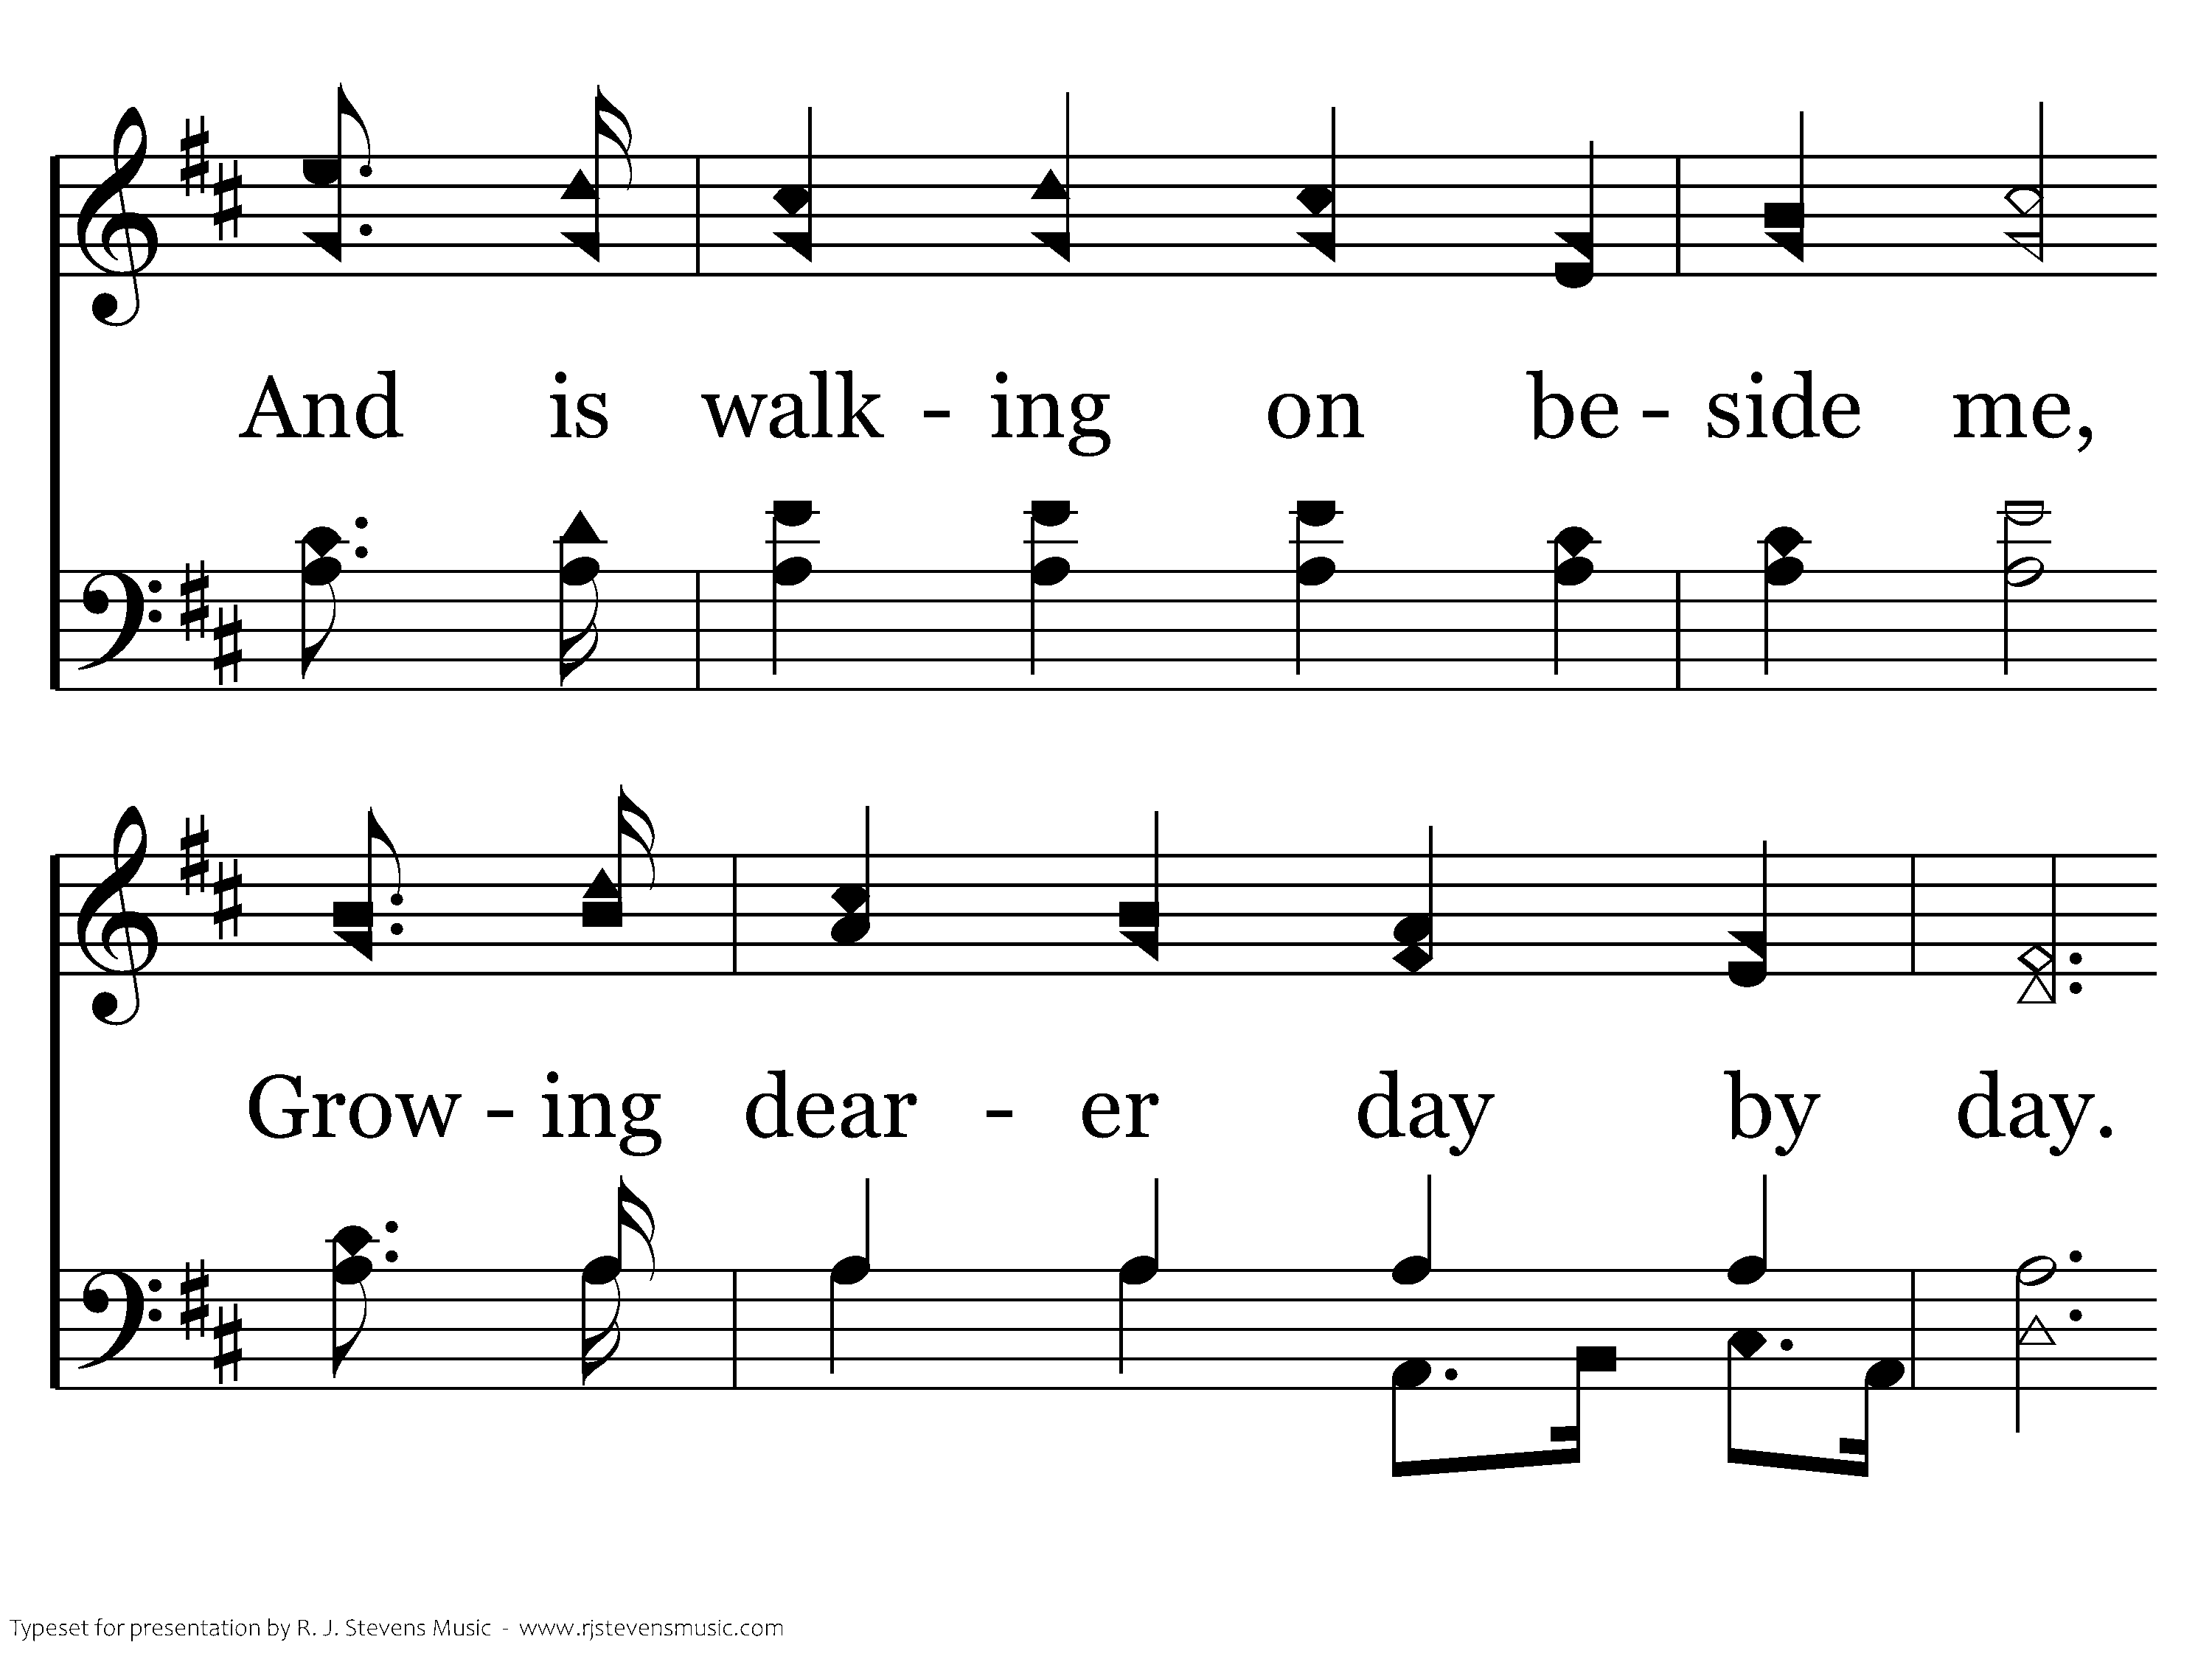 And is walk - ing on be - side me,
Grow - ing dear - er day by day.
Typeset for presentation by R. J. Stevens Music - www.rjstevensmusic.com